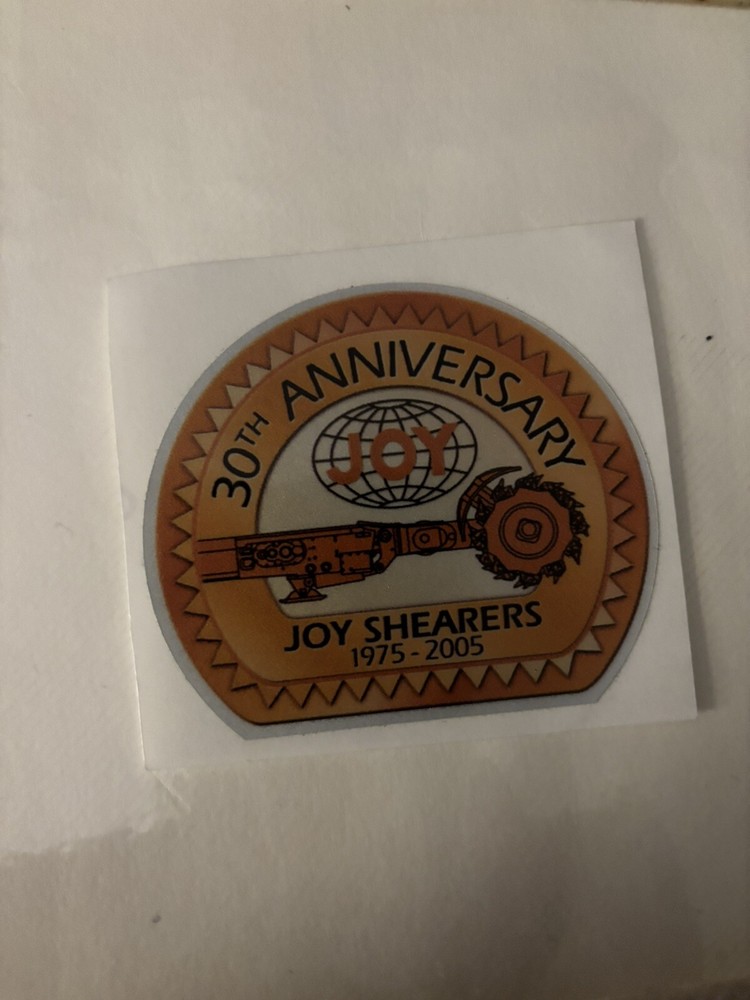 30TH ANNIVERSARY
JOY
JOY SHEARERS
1975 - 2005